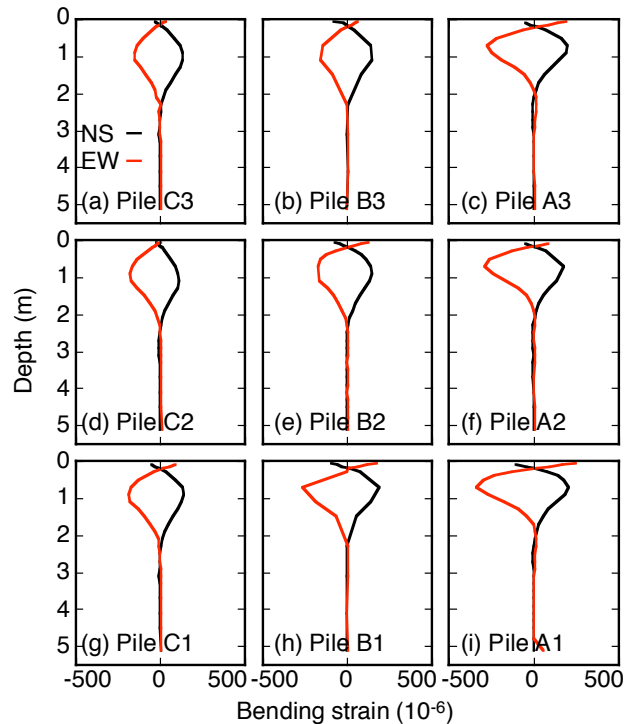 0
1
2
3
4
5
NS
EW
(a) Pile C3
(b) Pile B3
(c) Pile A3
0
1
2
3
4
5
Depth (m)
(d) Pile C2
(e) Pile B2
(f) Pile A2
0
1
2
3
4
5
(g) Pile C1
(h) Pile B1
(i) Pile A1
-500 0 500 0 500 0 500
Bending strain (10⁻⁶)